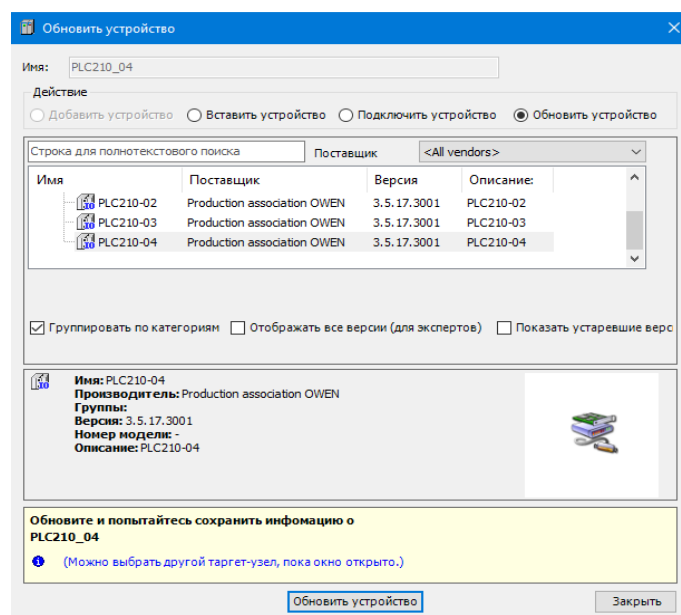 Обновить устройство
Имя: PLC210_04
Действие
Добавить устройство Вставить устройство Подключить устройство Обновить устройство
Строка для полнотекстового поиска Поставщик <All vendors>
Имя Поставщик Версия Описание:
PLC210-02 Production association OWEN 3.5.17.3001 PLC210-02
PLC210-03 Production association OWEN 3.5.17.3001 PLC210-03
PLC210-04 Production association OWEN 3.5.17.3001 PLC210-04
Группировать по категориям Отображать все версии (для экспертов) Показать устаревшие верс
Имя: PLC210-04
Производитель: Production association OWEN
Группы:
Версия: 3.5.17.3001
Номер модели: -
Описание: PLC210-04
Обновите и попытайтесь сохранить инфомацию о
PLC210_04
(Можно выбрать другой таргет-узел, пока окно открыто.)
Обновить устройство Закрыть